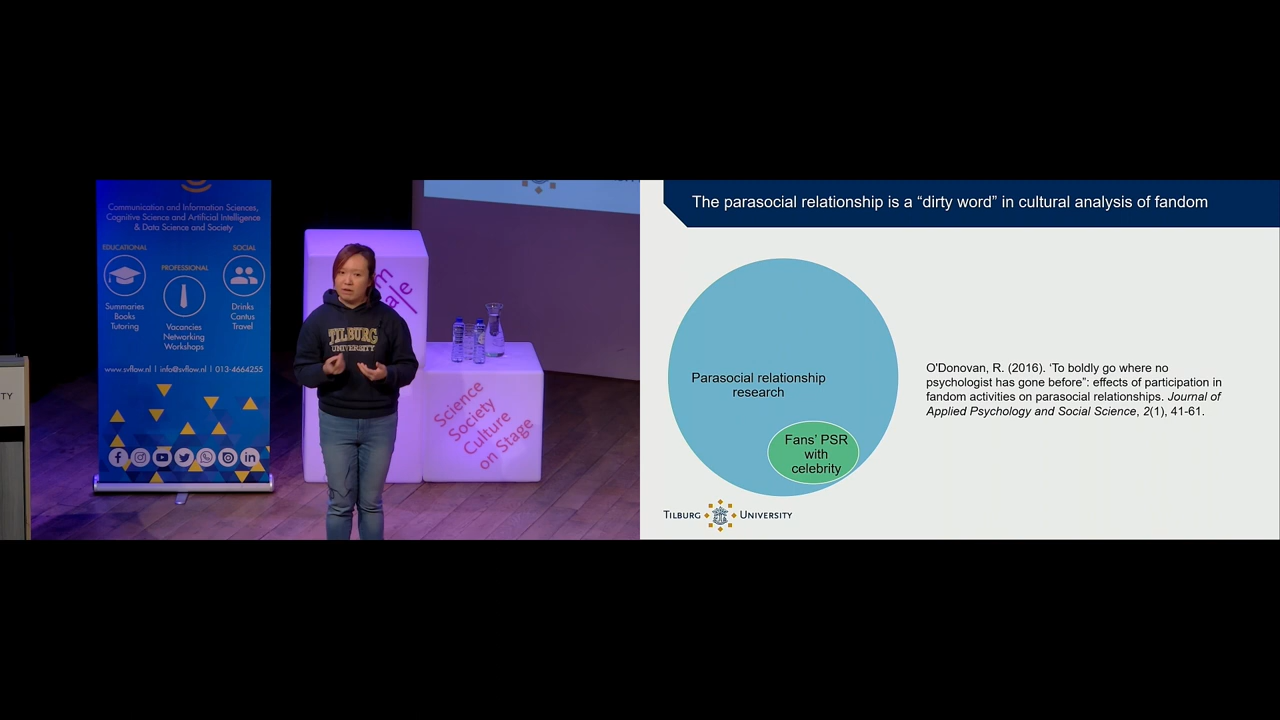 Communication and Information Sciences,
Cognitive Science and Artificial Intelligence
& Data Science and Society
EDUCATIONAL
PROFESSIONAL
SOCIAL
Summaries
Books
Tutoring
Vacancies
Networking
Workshops
Drinks
Cantus
Travel
www.svflow.nl | info@svflow.nl | 013-4664255
TY
TILBURG
UNIVERSITY
Science
Society
Culture
on Stage
The parasocial relationship is a “dirty word” in cultural analysis of fandom
Parasocial relationship
research
Fans’ PSR
with
celebrity
O'Donovan, R. (2016). ‘To boldly go where no
psychologist has gone before”: effects of participation in
fandom activities on parasocial relationships. Journal of
Applied Psychology and Social Science, 2(1), 41-61.
TILBURG UNIVERSITY